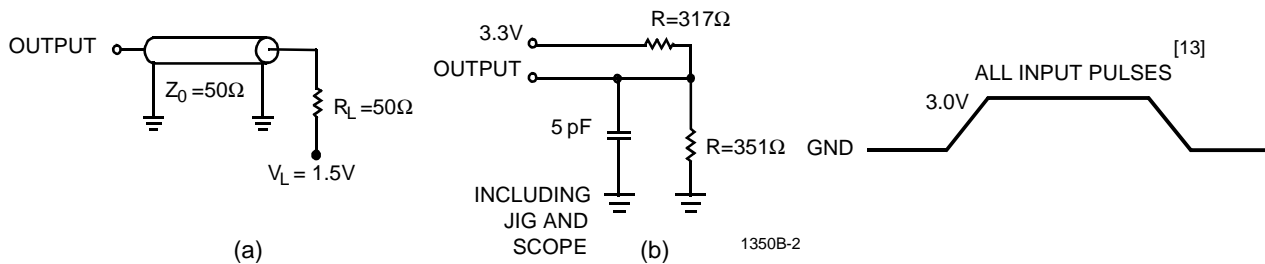 OUTPUT
Z0 =50Ω
RL =50Ω
VL = 1.5V
(a)
R=317Ω
3.3V
OUTPUT
5 pF
R=351Ω
INCLUDING
JIG AND
SCOPE
(b)
1350B-2
[13]
ALL INPUT PULSES
3.0V
GND